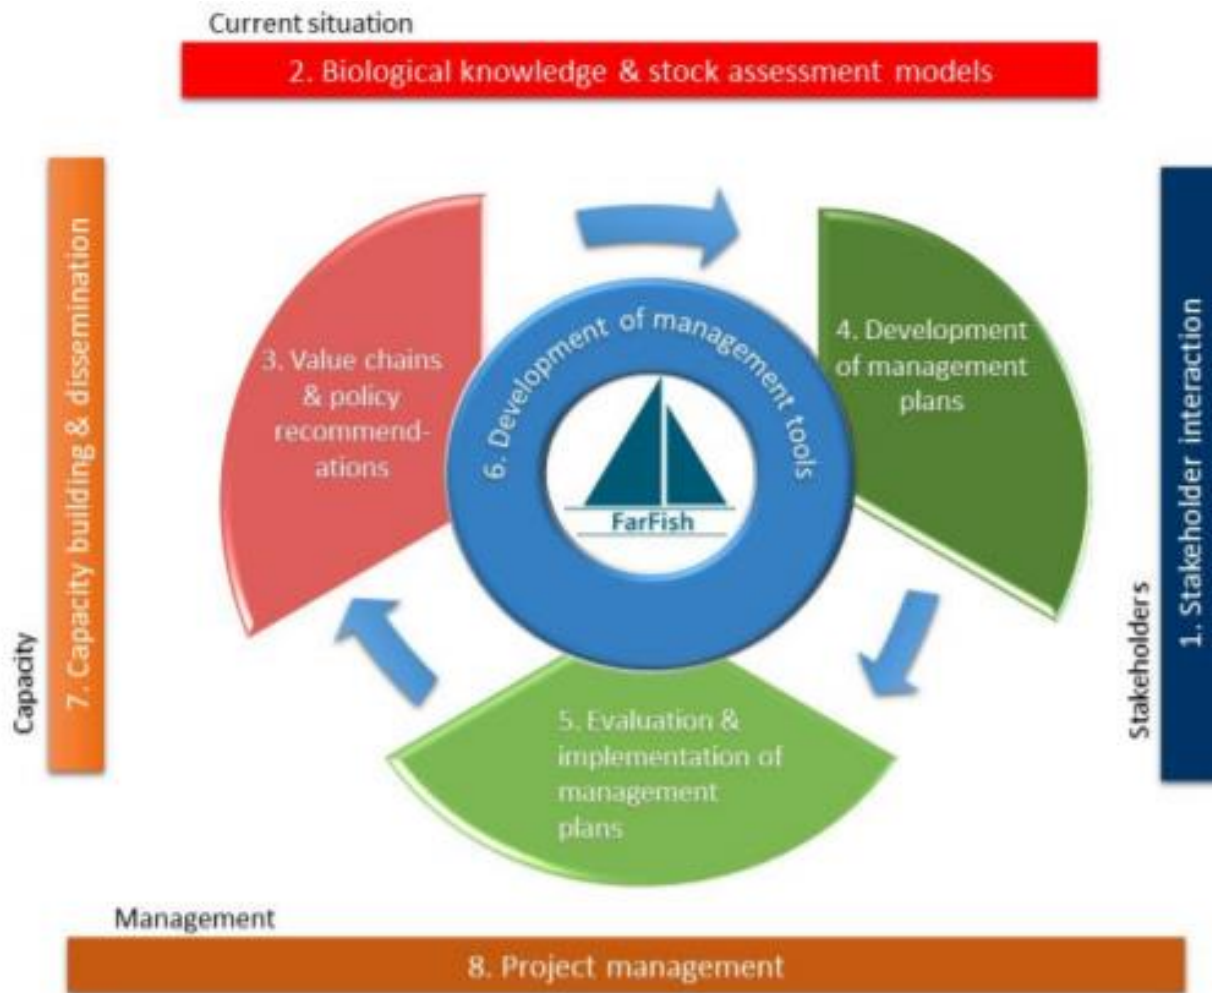 Current situation
2. Biological knowledge & stock assessment models
7. Capacity building & dissemination
Capacity
3. Value chains
& policy
recommend-
ations
6. Development of management tools
FarFish
4. Development
of management
plans
5. Evaluation &
implementation of
management
plans
Stakeholders
1. Stakeholder interaction
Management
8. Project management